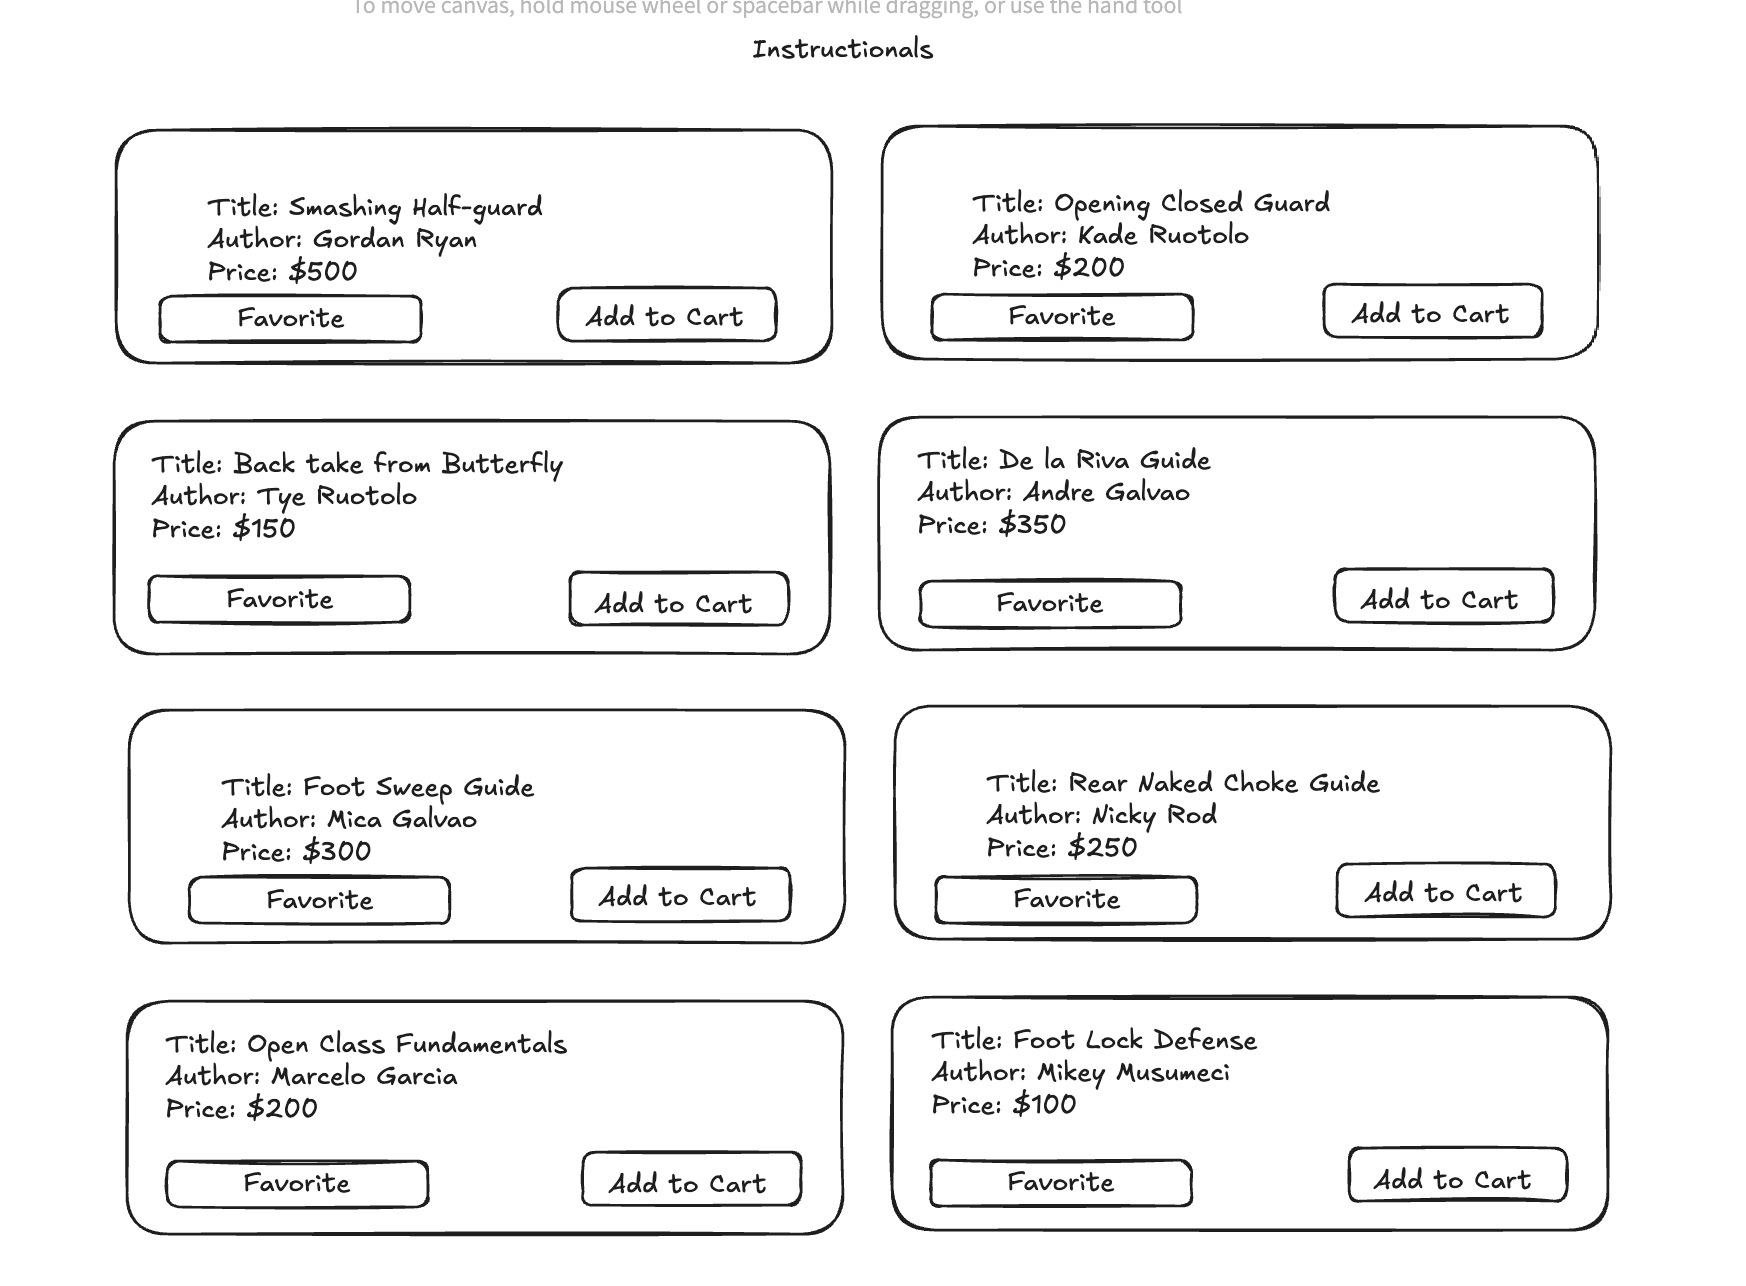 To move canvas, hold mouse wheel or spacebar while dragging, or use the hand tool
Instructionals
Title: Smashing Half-guard
Author: Gordan Ryan
Price: $500
Favorite
Add to Cart
Title: Opening Closed Guard
Author: Kade Ruotolo
Price: $200
Favorite
Add to Cart
Title: Back take from Butterfly
Author: Tye Ruotolo
Price: $150
Favorite
Add to Cart
Title: De la Riva Guide
Author: Andre Galvao
Price: $350
Favorite
Add to Cart
Title: Foot Sweep Guide
Author: Mica Galvao
Price: $300
Favorite
Add to Cart
Title: Rear Naked Choke Guide
Author: Nicky Rod
Price: $250
Favorite
Add to Cart
Title: Open Class Fundamentals
Author: Marcelo Garcia
Price: $200
Favorite
Add to Cart
Title: Foot Lock Defense
Author: Mikey Musumeci
Price: $100
Favorite
Add to Cart